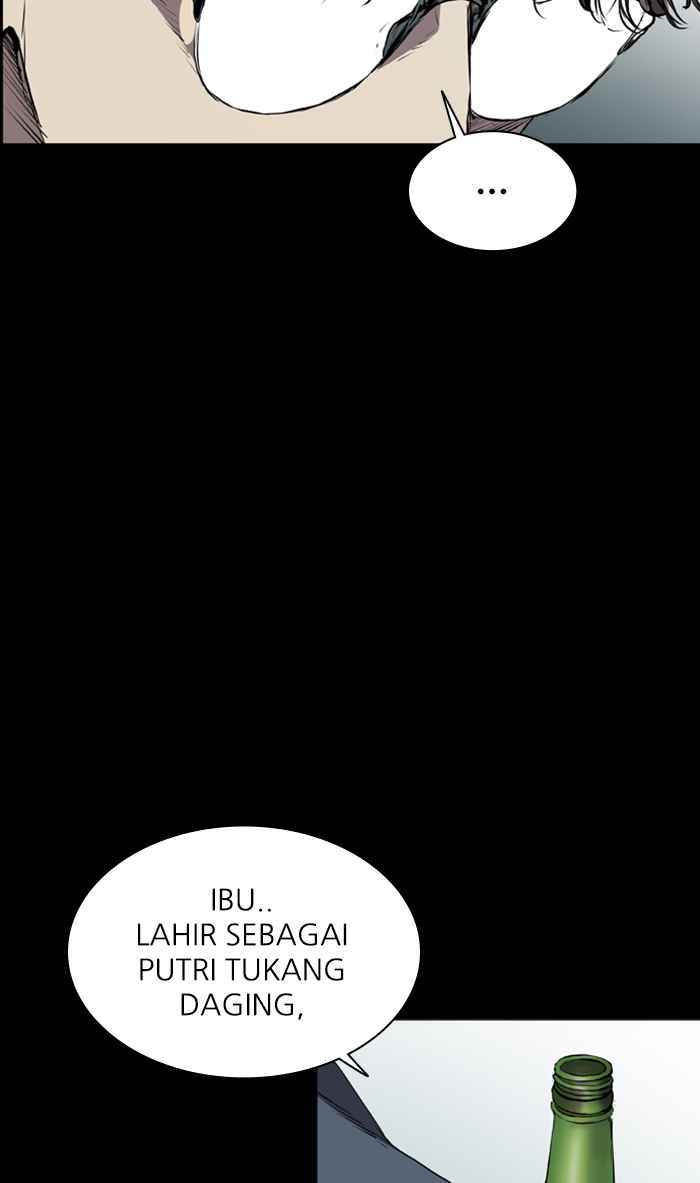 ...
IBU..
LAHIR SEBAGAI
PUTRI TUKANG
DAGING,